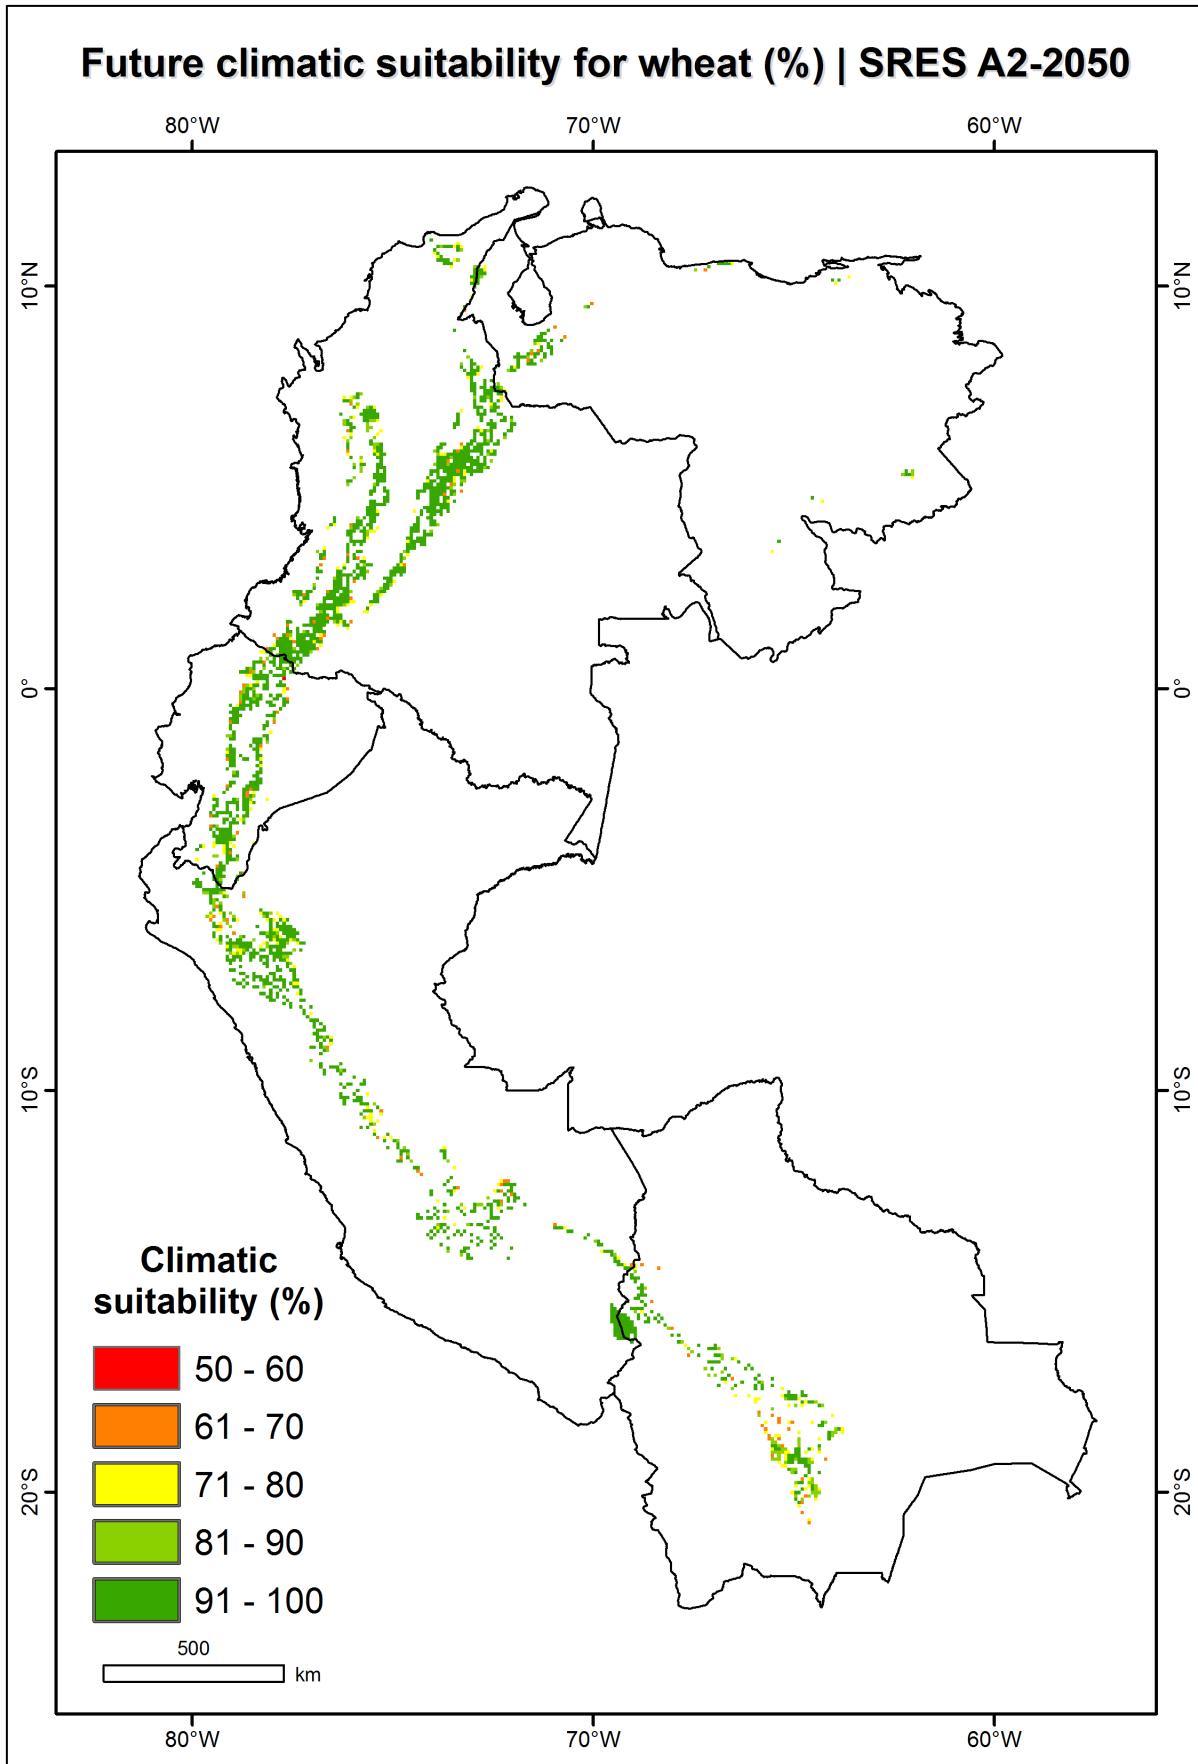 Future climatic suitability for wheat (%) | SRES A2-2050
80°W 70°W 60°W
10°N 10°N
0° 0°
10°S 10°S
Climatic
suitability (%)
50 - 60
61 - 70
71 - 80
20°S 20°S
81 - 90
91 - 100
500
km
80°W 70°W 60°W